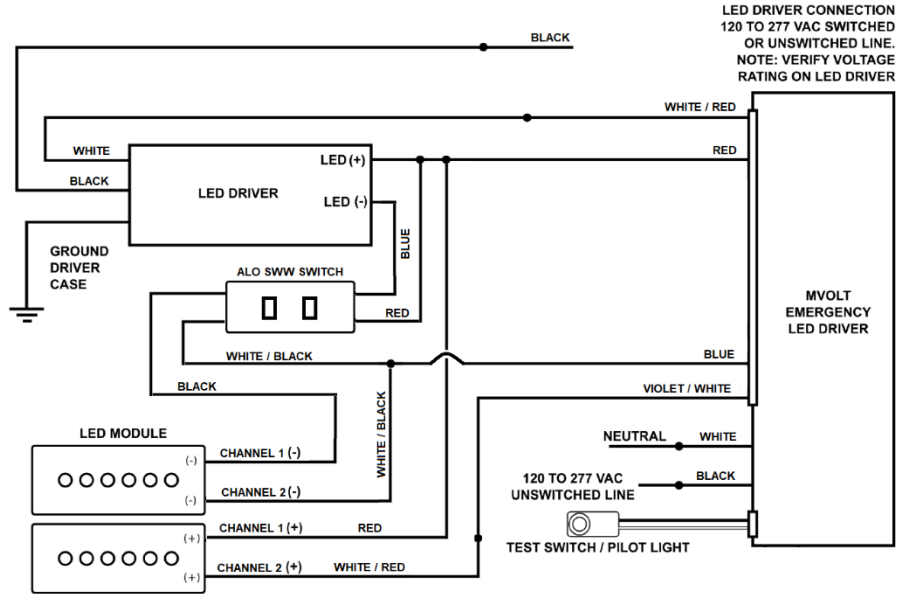 LED DRIVER CONNECTION
120 TO 277 VAC SWITCHED
OR UNSWITCHED LINE.
NOTE: VERIFY VOLTAGE
RATING ON LED DRIVER
BLACK
WHITE / RED
WHITE
BLACK
LED DRIVER
LED (+)
LED (-)
RED
BLUE
GROUND
DRIVER
CASE
ALO SWW SWITCH
RED
MVOLT
EMERGENCY
LED DRIVER
WHITE / BLACK
BLUE
BLACK
WHITE / BLACK
VIOLET / WHITE
LED MODULE
(-)
CHANNEL 1 (-)
(-)
CHANNEL 2 (-)
NEUTRAL
WHITE
120 TO 277 VAC
UNSWITCHED LINE
BLACK
(+)
CHANNEL 1 (+)
RED
(+)
CHANNEL 2 (+)
WHITE / RED
TEST SWITCH / PILOT LIGHT